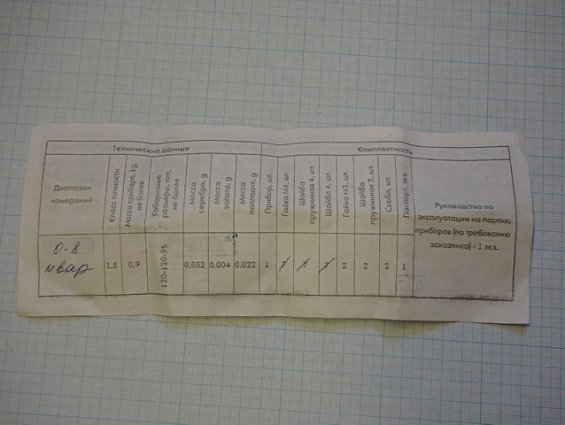 Технические данные
Комплектность
Диапазон измерений
Класс точности
Масса прибора, kg, не более
Габаритные размеры, mm, не более
Масса серебра, g
Масса золота, g
Масса палладия, g
Прибор, шт.
Гайка М4, шт.
Шайба пружинная 4, шт.
Шайба 4, шт.
Гайка М3, шт.
Шайба пружинная 3, шт.
Скоба, шт.
Паспорт, экз.
Руководство по
эксплуатации на партию
приборов (по требованию
заказчика) - 1 экз.
0-8
мвар
1,5
0,9
120×120×95
0,052
0,004
0,022
1
2
2
2
1